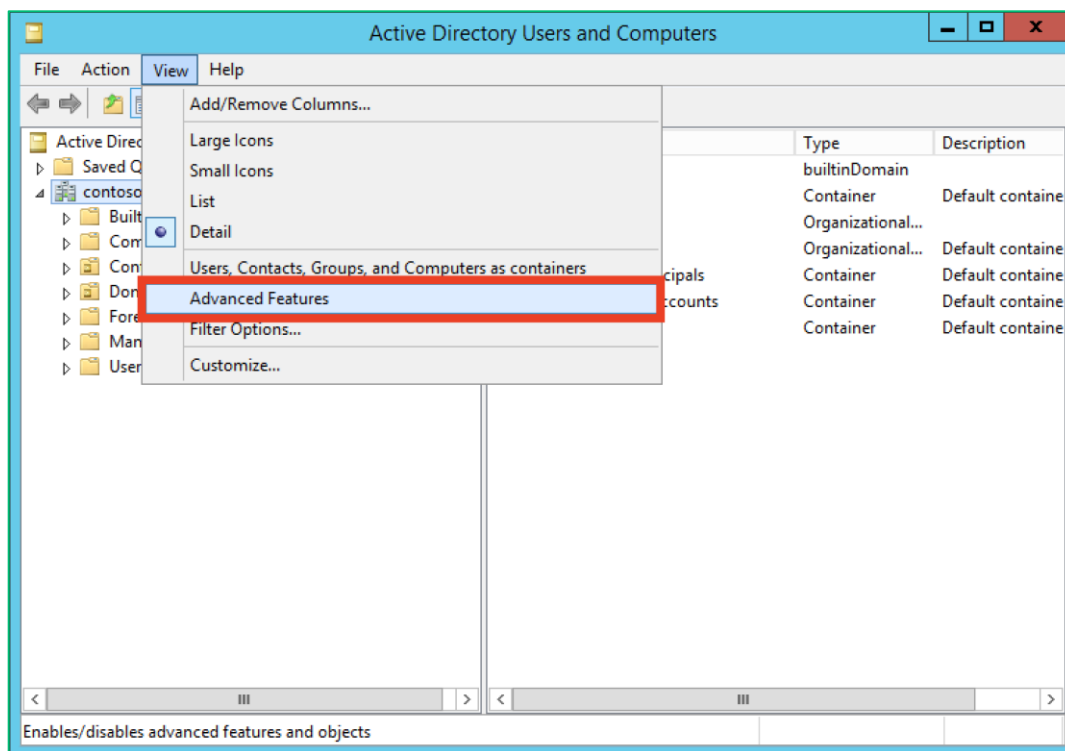 Active Directory Users and Computers
File Action View Help
Add/Remove Columns...
Large Icons
Small Icons
List
Detail
Users, Contacts, Groups, and Computers as containers
Advanced Features
Filter Options...
Customize...
Active Direc
Saved Q
contoso
Built
Com
Con
Don
Fore
Man
User
Type Description
builtinDomain
Container Default containe
Organizational...
Organizational... Default containe
cipals Container Default containe
ccounts Container Default containe
Container Default containe
Enables/disables advanced features and objects